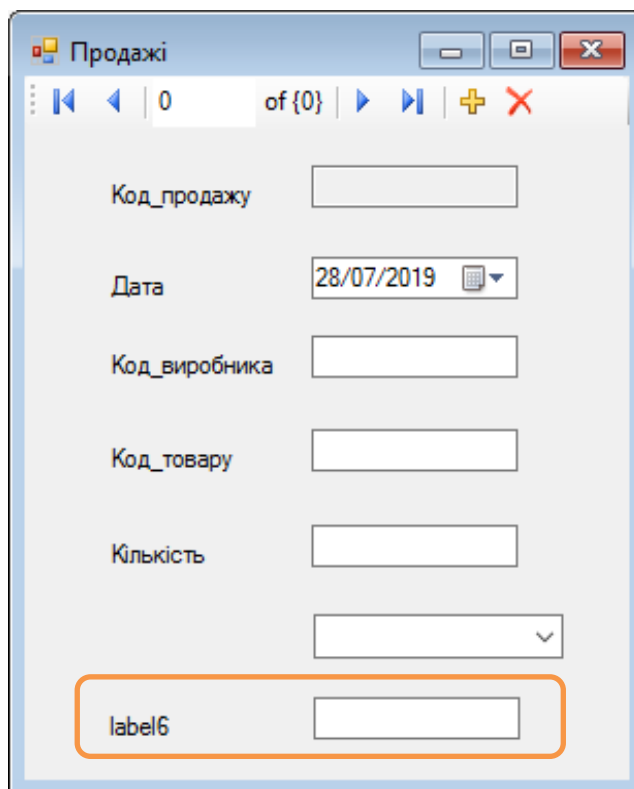 Продажі
0 of {0}
Код_продажу
Дата 28/07/2019
Код_виробника
Код_товару
Кількість
label6